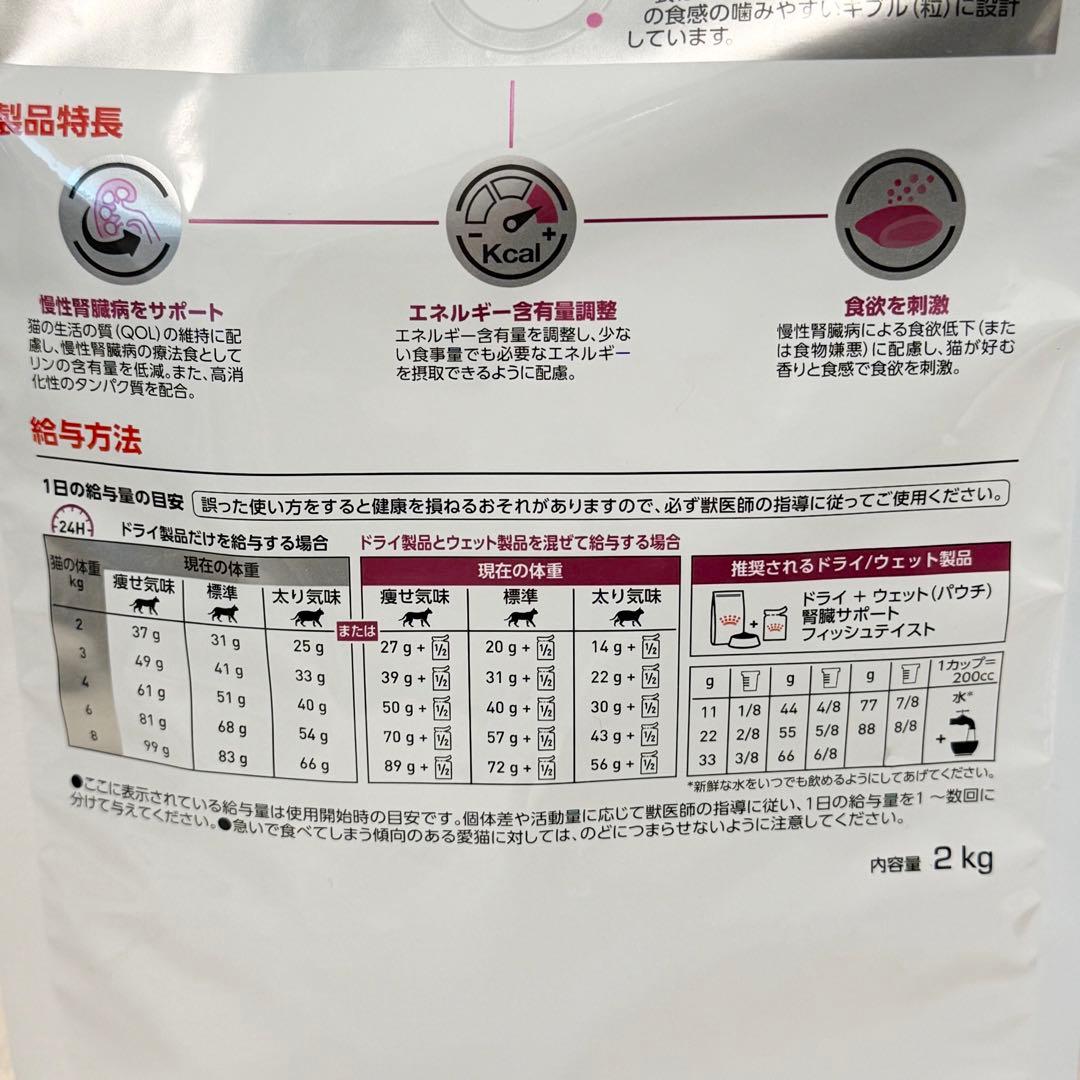 の食感の噛みやすいキブル(粒)に設計
しています。
製品特長
Kcal
慢性腎臓病をサポート
猫の生活の質(QOL)の維持に配
慮し、慢性腎臓病の療法食として
リンの含有量を低減。また、高消
化性のタンパク質を配合。
エネルギー含有量調整
エネルギー含有量を調整し、少な
い食事量でも必要なエネルギー
を摂取できるように配慮。
食欲を刺激
慢性腎臓病による食欲低下(また
は食物嫌悪)に配慮し、猫が好む
香りと食感で食欲を刺激。
給与方法
1日の給与量の目安 誤った使い方をすると健康を損ねるおそれがありますので、必ず獣医師の指導に従ってご使用ください。
24H
ドライ製品だけを給与する場合
猫の体重 kg 現在の体重
痩せ気味 標準 太り気味
2 37 g 31 g 25 g
3 49 g 41 g 33 g
4 61 g 51 g 40 g
6 81 g 68 g 54 g
8 99 g 83 g 66 g
または
ドライ製品とウェット製品を混ぜて給与する場合
現在の体重
痩せ気味 標準 太り気味
27 g + 1/2 20 g + 1/2 14 g + 1/2
39 g + 1/2 31 g + 1/2 22 g + 1/2
50 g + 1/2 40 g + 1/2 30 g + 1/2
70 g + 1/2 57 g + 1/2 43 g + 1/2
89 g + 1/2 72 g + 1/2 56 g + 1/2
推奨されるドライ/ウェット製品
ドライ + ウェット(パウチ)
腎臓サポート
フィッシュテイスト
g g g 1カップ=
200cc
11 1/8 44 4/8 77 7/8 水*
22 2/8 55 5/8 88 8/8
33 3/8 66 6/8
*新鮮な水をいつでも飲めるようにしてあげてください。
●ここに表示されている給与量は使用開始時の目安です。個体差や活動量に応じて獣医師の指導に従い、1日の給与量を1〜数回に
分けて与えてください。●急いで食べてしまう傾向のある愛猫に対しては、のどにつまらせないように注意してください。
内容量 2 kg